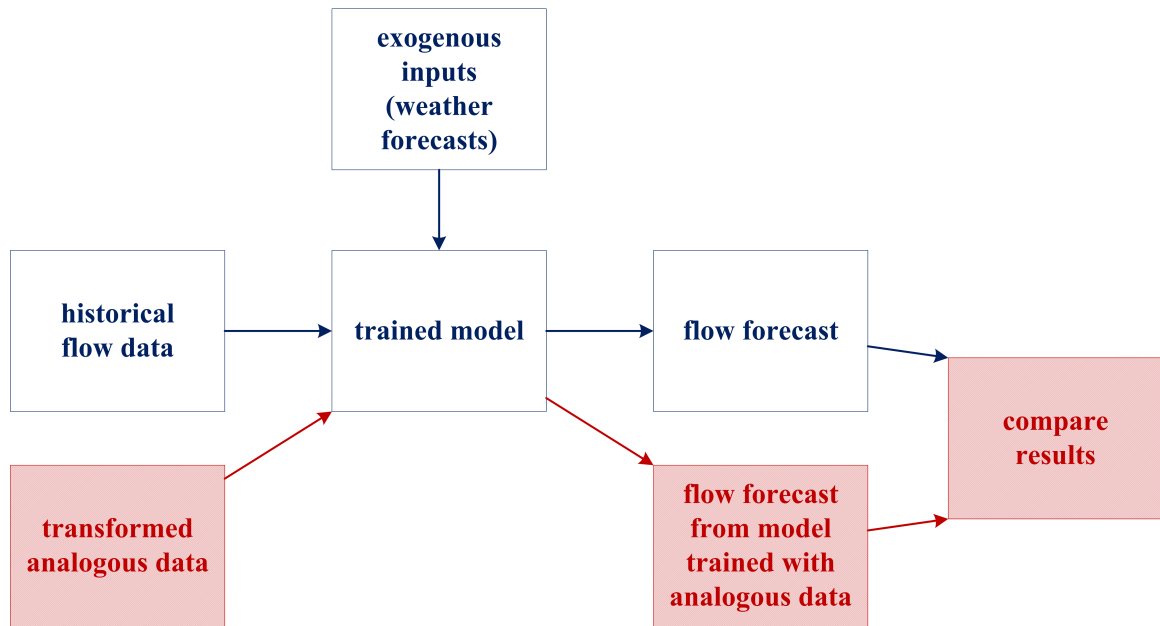 exogenous
inputs
(weather
forecasts)
historical
flow data
trained model
flow forecast
compare
results
transformed
analogous data
flow forecast
from model
trained with
analogous data